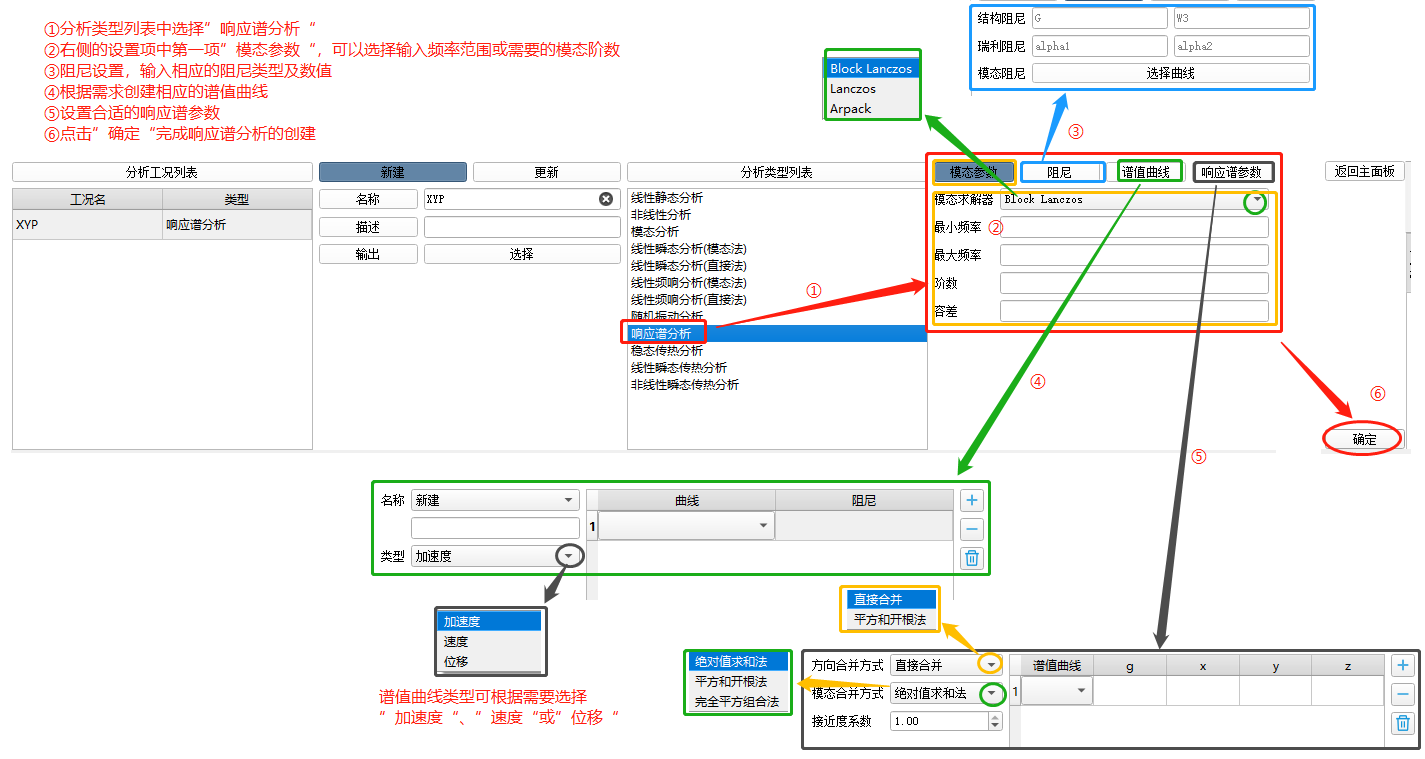 ①分析类型列表中选择”响应谱分析“
②右侧的设置项中第一项”模态参数“，可以选择输入频率范围或需要的模态阶数
③阻尼设置，输入相应的阻尼类型及数值
④根据需求创建相应的谱值曲线
⑤设置合适的响应谱参数
⑥点击”确定“完成响应谱分析的创建
结构阻尼 G W3
瑞利阻尼 alpha1 alpha2
模态阻尼 选择曲线
Block Lanczos
Lanczos
Arpack
③
分析工况列表 新建 更新 分析类型列表 模态参数 阻尼 谱值曲线 响应谱参数 返回主面板
工况名 类型
XYP 响应谱分析
名称 XYP
描述
输出 选择
线性静态分析
非线性分析
模态分析
线性瞬态分析(模态法)
线性瞬态分析(直接法)
线性频响分析(模态法)
线性频响分析(直接法)
随机振动分析
响应谱分析
稳态传热分析
线性瞬态传热分析
非线性瞬态传热分析
①
模态求解器 Block Lanczos
最小频率 ②
最大频率
阶数
容差
④
⑥
确定
⑤
名称 新建 曲线 阻尼
1
类型 加速度
加速度
速度
位移
谱值曲线类型可根据需要选择
”加速度“、”速度“或”位移“
直接合并
平方和开根法
绝对值求和法
平方和开根法
完全平方组合法
方向合并方式 直接合并 谱值曲线 g x y z
模态合并方式 绝对值求和法 1
接近度系数 1.00